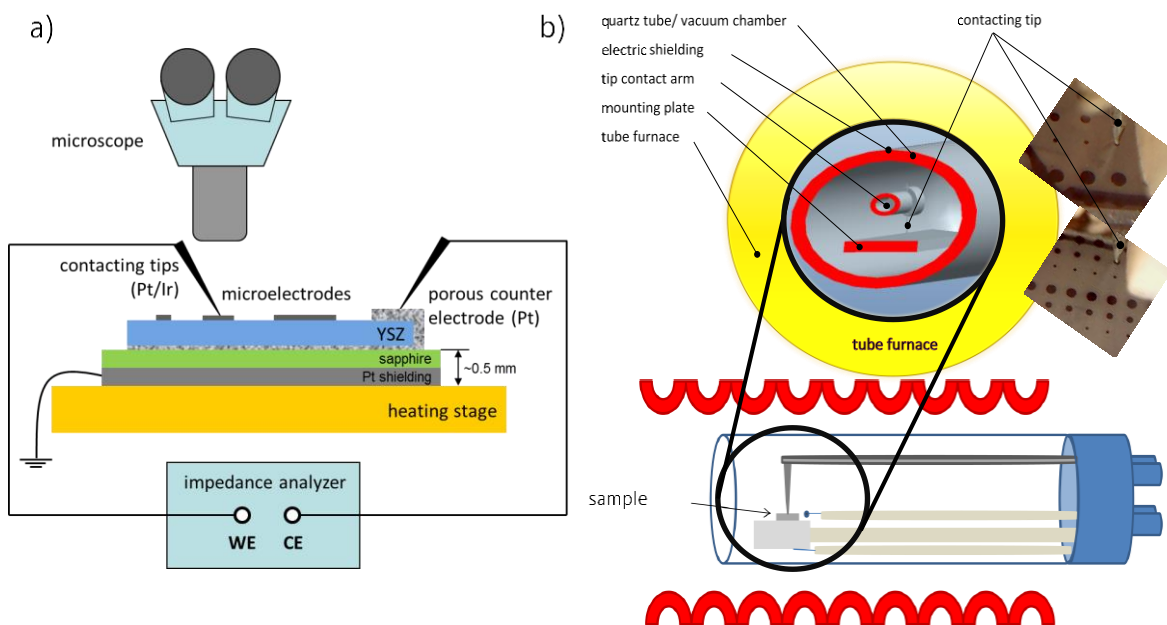 a)
microscope
contacting tips
(Pt/Ir)
microelectrodes
porous counter
electrode (Pt)
YSZ
sapphire
Pt shielding
~0.5 mm
heating stage
impedance analyzer
WE
CE
b)
quartz tube/ vacuum chamber
electric shielding
tip contact arm
mounting plate
tube furnace
contacting tip
tube furnace
sample